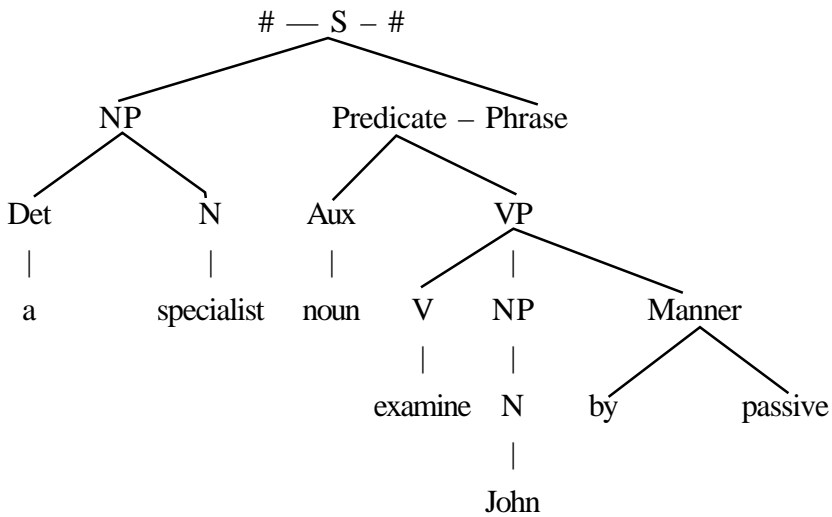 # — S – #
NP Predicate – Phrase
Det N Aux VP
a specialist noun V NP Manner
examine N by passive
John